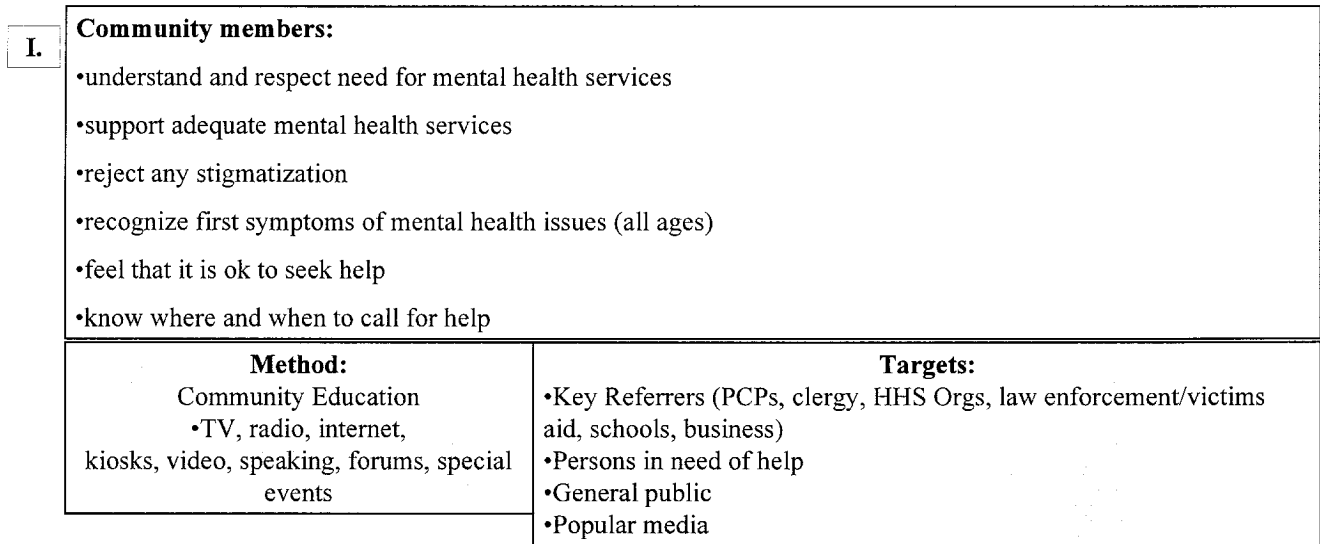 I.
Community members:
•understand and respect need for mental health services
•support adequate mental health services
•reject any stigmatization
•recognize first symptoms of mental health issues (all ages)
•feel that it is ok to seek help
•know where and when to call for help
Method:
Community Education
•TV, radio, internet,
kiosks, video, speaking, forums, special
events
Targets:
•Key Referrers (PCPs, clergy, HHS Orgs, law enforcement/victims
aid, schools, business)
•Persons in need of help
•General public
•Popular media